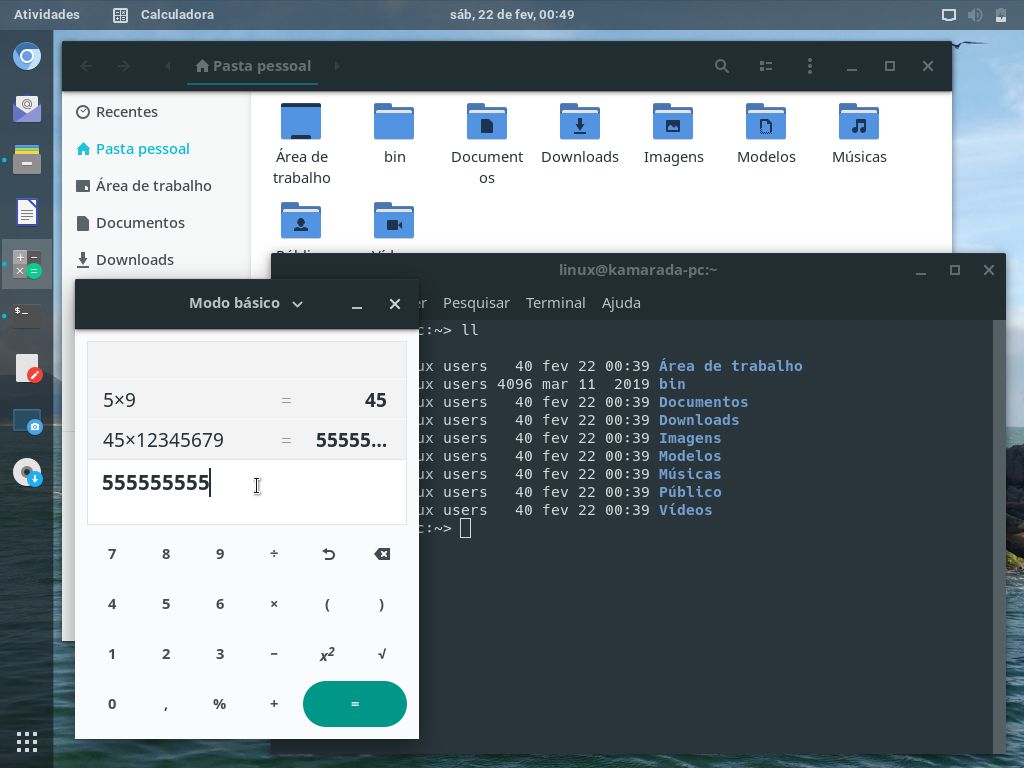 Atividades
Calculadora
sáb, 22 de fev, 00:49
Pasta pessoal
Recentes
Pasta pessoal
Área de trabalho
Documentos
Downloads
Área de
trabalho
bin
Document
os
Downloads
Imagens
Modelos
Músicas
linux@kamarada-pc:~
Pesquisar Terminal Ajuda
c:~> ll
ux users 40 fev 22 00:39 Área de trabalho
ux users 4096 mar 11 2019 bin
ux users 40 fev 22 00:39 Documentos
ux users 40 fev 22 00:39 Downloads
ux users 40 fev 22 00:39 Imagens
ux users 40 fev 22 00:39 Modelos
ux users 40 fev 22 00:39 Músicas
ux users 40 fev 22 00:39 Público
ux users 40 fev 22 00:39 Vídeos
c:~>
Modo básico
5×9 = 45
45×12345679 = 55555...
555555555
7 8 9 ÷
4 5 6 × ( )
1 2 3 − x² √
0 , % + =